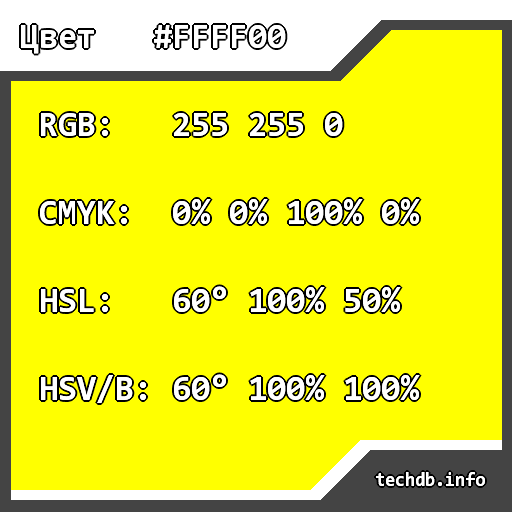 Цвет #FFFF00
RGB: 255 255 0
CMYK: 0% 0% 100% 0%
HSL: 60° 100% 50%
HSV/B: 60° 100% 100%
techdb.info